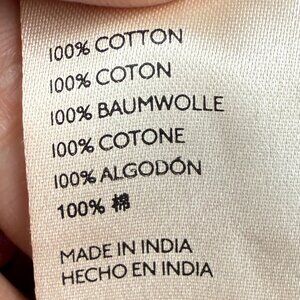 100% COTTON
100% COTON
100% BAUMWOLLE
100% COTONE
100% ALGODÓN
100% 棉
MADE IN INDIA
HECHO EN INDIA